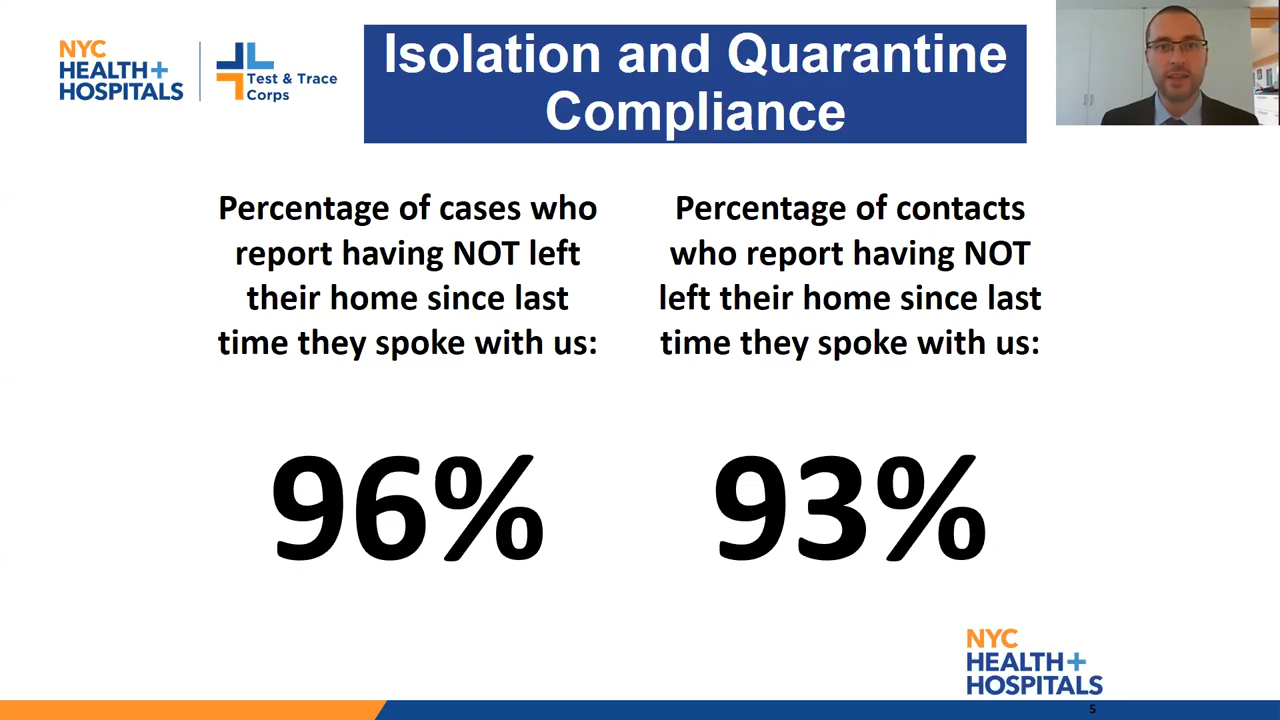 NYC
HEALTH+
HOSPITALS
Test & Trace
Corps
Isolation and Quarantine
Compliance
Percentage of cases who
report having NOT left
their home since last
time they spoke with us:
96%
Percentage of contacts
who report having NOT
left their home since last
time they spoke with us:
93%
NYC
HEALTH+
HOSPITALS
5